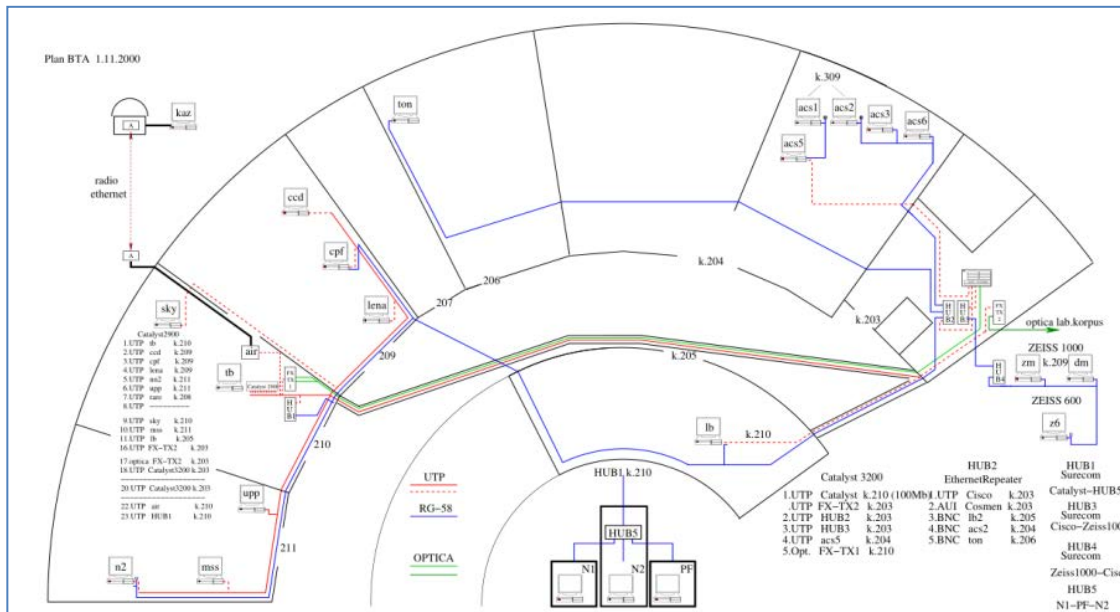 Plan BTA 1.11.2000
kaz
A
radio
ethernet
A
sky
Catalyst2900
1.UTP tb k.210
2.UTP ccd k.209
3.UTP cpf k.209
4.UTP lena k.209
5.UTP nn2 k.211
6.UTP upp k.211
8.UTP
9.UTP sky k.210
10.UTP mss k.211
11.UTP lb k.205
16.UTP FX-TX2 k.203
17 optica FX-TX2 k.203
18 UTP Catalyst3200 k.203
20 UTP Catalyst3200 k.203
22.UTP air k.210
23.UTP HUB1 k.210
air
tb
HUB1
ccd
cpf
lena
ton
206
207
209
210
211
upp
n2
mss
k.309
acs1
acs2
acs3
acs6
acs5
k.204
k.203
k.205
HUB2
optica lab.korpus
ZEISS 1000
HUB4
zm
k.209
dm
ZEISS 600
z6
lb
k.210
UTP
RG-58
OPTICA
HUB1 k.210
HUB5
N1
N2
PF
Catalyst 3200
1.UTP Catalyst k.210 (100Mb)
.UTP FX-TX2 k.203
2.UTP HUB2 k.203
3.UTP HUB3 k.203
4.UTP acs5 k.204
5.Opt. FX-TX1 k.210
HUB2
EthernetRepeater
1.UTP Cisco k.203
2.AUI Cosmen k.203
3.BNC lb2 k.205
4.BNC acs2 k.204
5.BNC ton k.206
HUB1
Surecom
Catalyst-HUB5
HUB3
Surecom
Cisco-Zeiss100
HUB4
Surecom
Zeiss1000-Cisc
HUB5
N1-PF-N2